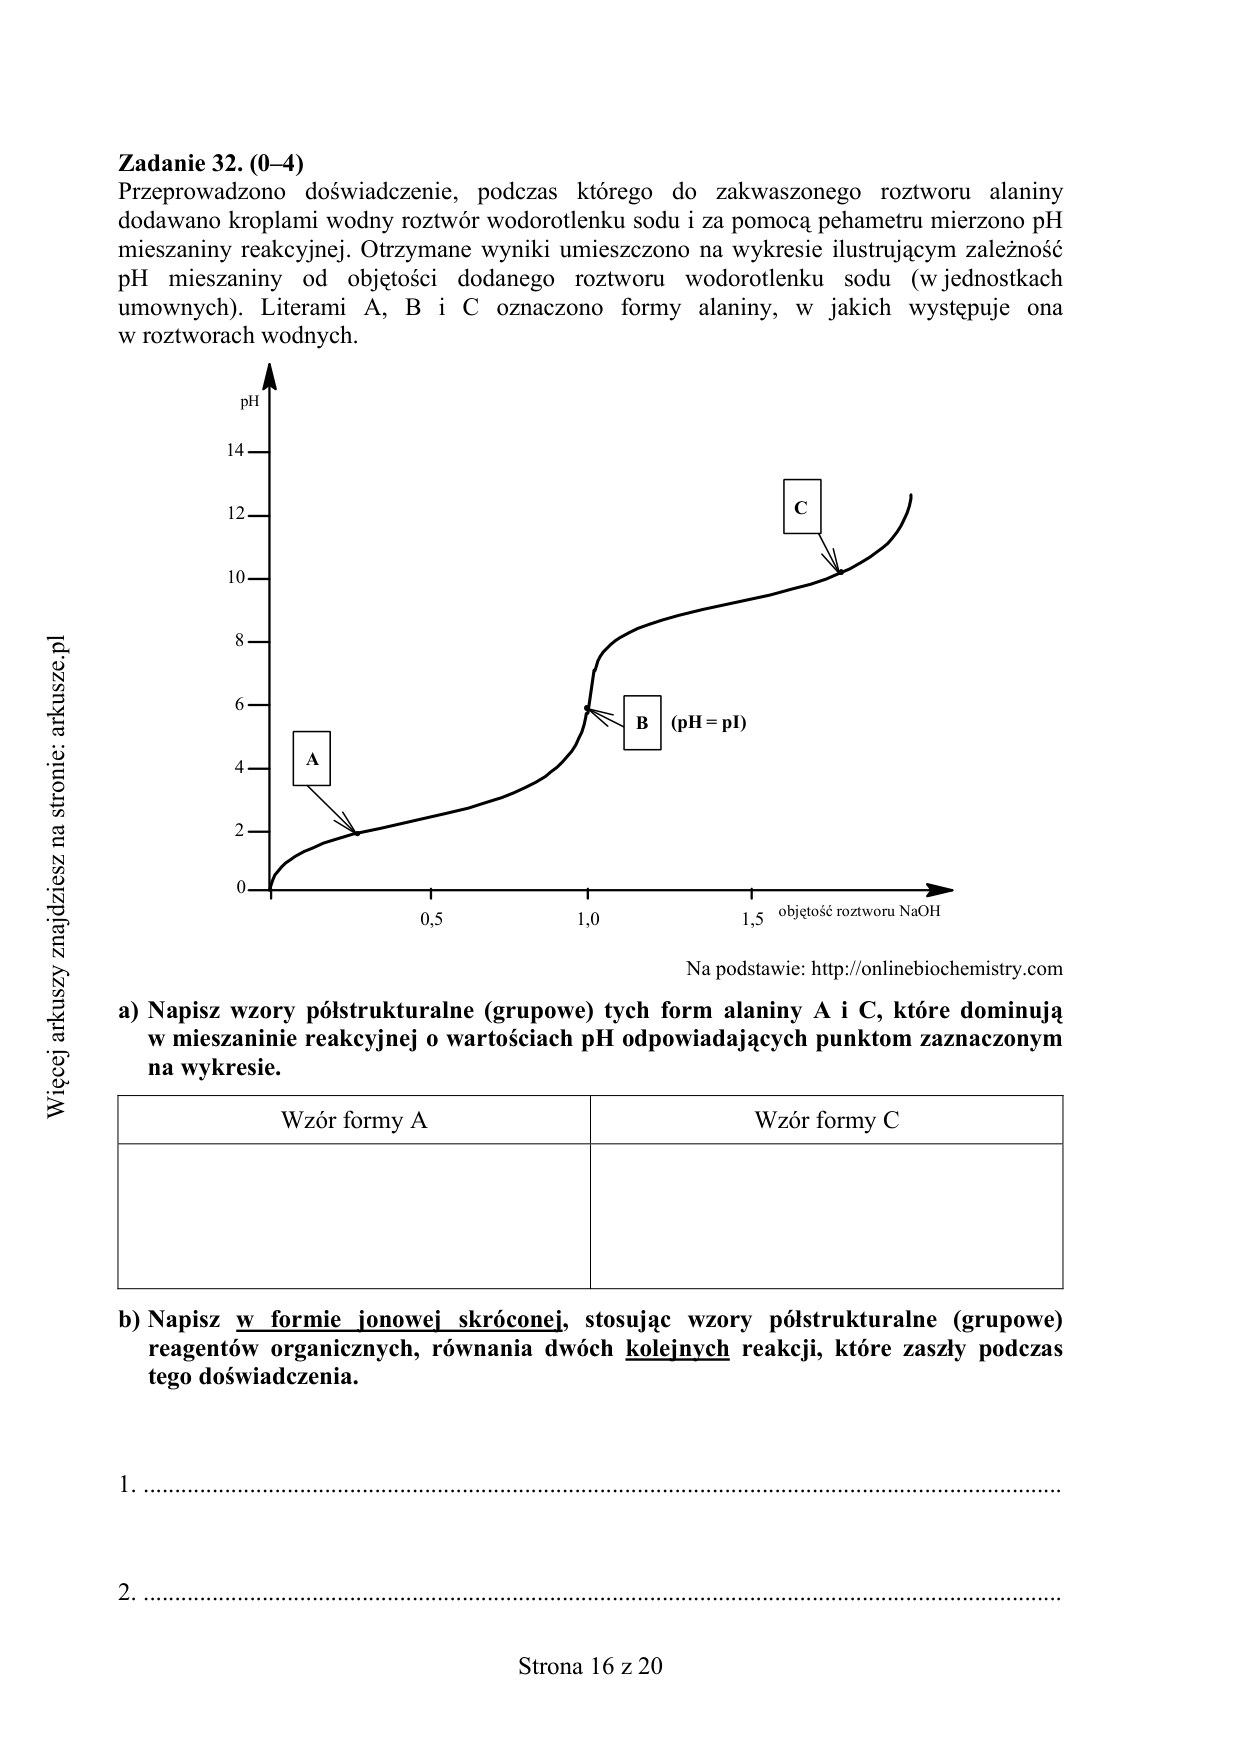 Zadanie 32. (0–4)
Przeprowadzono doświadczenie, podczas którego do zakwaszonego roztworu alaniny
dodawano kroplami wodny roztwór wodorotlenku sodu i za pomocą pehametru mierzono pH
mieszaniny reakcyjnej. Otrzymane wyniki umieszczono na wykresie ilustrującym zależność
pH mieszaniny od objętości dodanego roztworu wodorotlenku sodu (w jednostkach
umownych). Literami A, B i C oznaczono formy alaniny, w jakich występuje ona
w roztworach wodnych.
pH
14
12
10
8
6
4
2
0
A
B
(pH = pI)
C
0,5
1,0
1,5
objętość roztworu NaOH
Na podstawie: http://onlinebiochemistry.com
a) Napisz wzory półstrukturalne (grupowe) tych form alaniny A i C, które dominują
w mieszaninie reakcyjnej o wartościach pH odpowiadających punktom zaznaczonym
na wykresie.
Wzór formy A
Wzór formy C
b) Napisz w formie jonowej skróconej, stosując wzory półstrukturalne (grupowe)
reagentów organicznych, równania dwóch kolejnych reakcji, które zaszły podczas
tego doświadczenia.
1. ....................................................................................................................................................
2. ....................................................................................................................................................
Strona 16 z 20
Więcej arkuszy znajdziesz na stronie: arkusze.pl